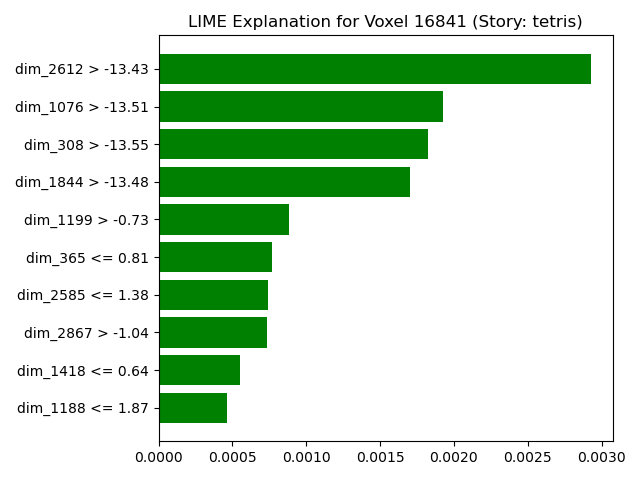 LIME Explanation for Voxel 16841 (Story: tetris)
dim_2612 > -13.43
dim_1076 > -13.51
dim_308 > -13.55
dim_1844 > -13.48
dim_1199 > -0.73
dim_365 <= 0.81
dim_2585 <= 1.38
dim_2867 > -1.04
dim_1418 <= 0.64
dim_1188 <= 1.87
0.0000 0.0005 0.0010 0.0015 0.0020 0.0025 0.0030